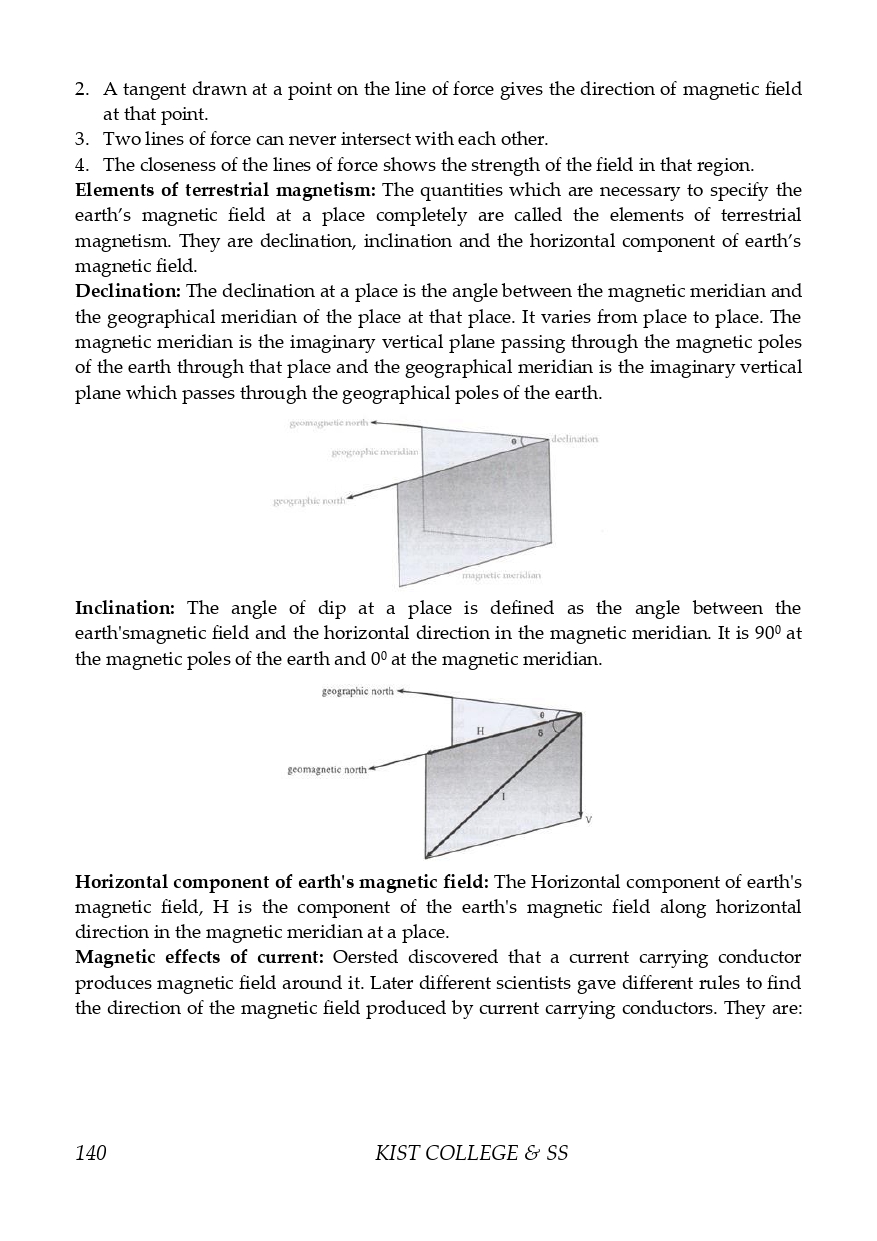 2. A tangent drawn at a point on the line of force gives the direction of magnetic field
at that point.
3. Two lines of force can never intersect with each other.
4. The closeness of the lines of force shows the strength of the field in that region.
Elements of terrestrial magnetism: The quantities which are necessary to specify the
earth’s magnetic field at a place completely are called the elements of terrestrial
magnetism. They are declination, inclination and the horizontal component of earth’s
magnetic field.
Declination: The declination at a place is the angle between the magnetic meridian and
the geographical meridian of the place at that place. It varies from place to place. The
magnetic meridian is the imaginary vertical plane passing through the magnetic poles
of the earth through that place and the geographical meridian is the imaginary vertical
plane which passes through the geographical poles of the earth.
geomagnetic north
θ
declination
geographic meridian
geographic north
magnetic meridian
Inclination: The angle of dip at a place is defined as the angle between the
earth'smagnetic field and the horizontal direction in the magnetic meridian. It is 90⁰ at
the magnetic poles of the earth and 0⁰ at the magnetic meridian.
geographic north
θ
H
δ
geomagnetic north
I
V
Horizontal component of earth's magnetic field: The Horizontal component of earth's
magnetic field, H is the component of the earth's magnetic field along horizontal
direction in the magnetic meridian at a place.
Magnetic effects of current: Oersted discovered that a current carrying conductor
produces magnetic field around it. Later different scientists gave different rules to find
the direction of the magnetic field produced by current carrying conductors. They are:
140 KIST COLLEGE & SS